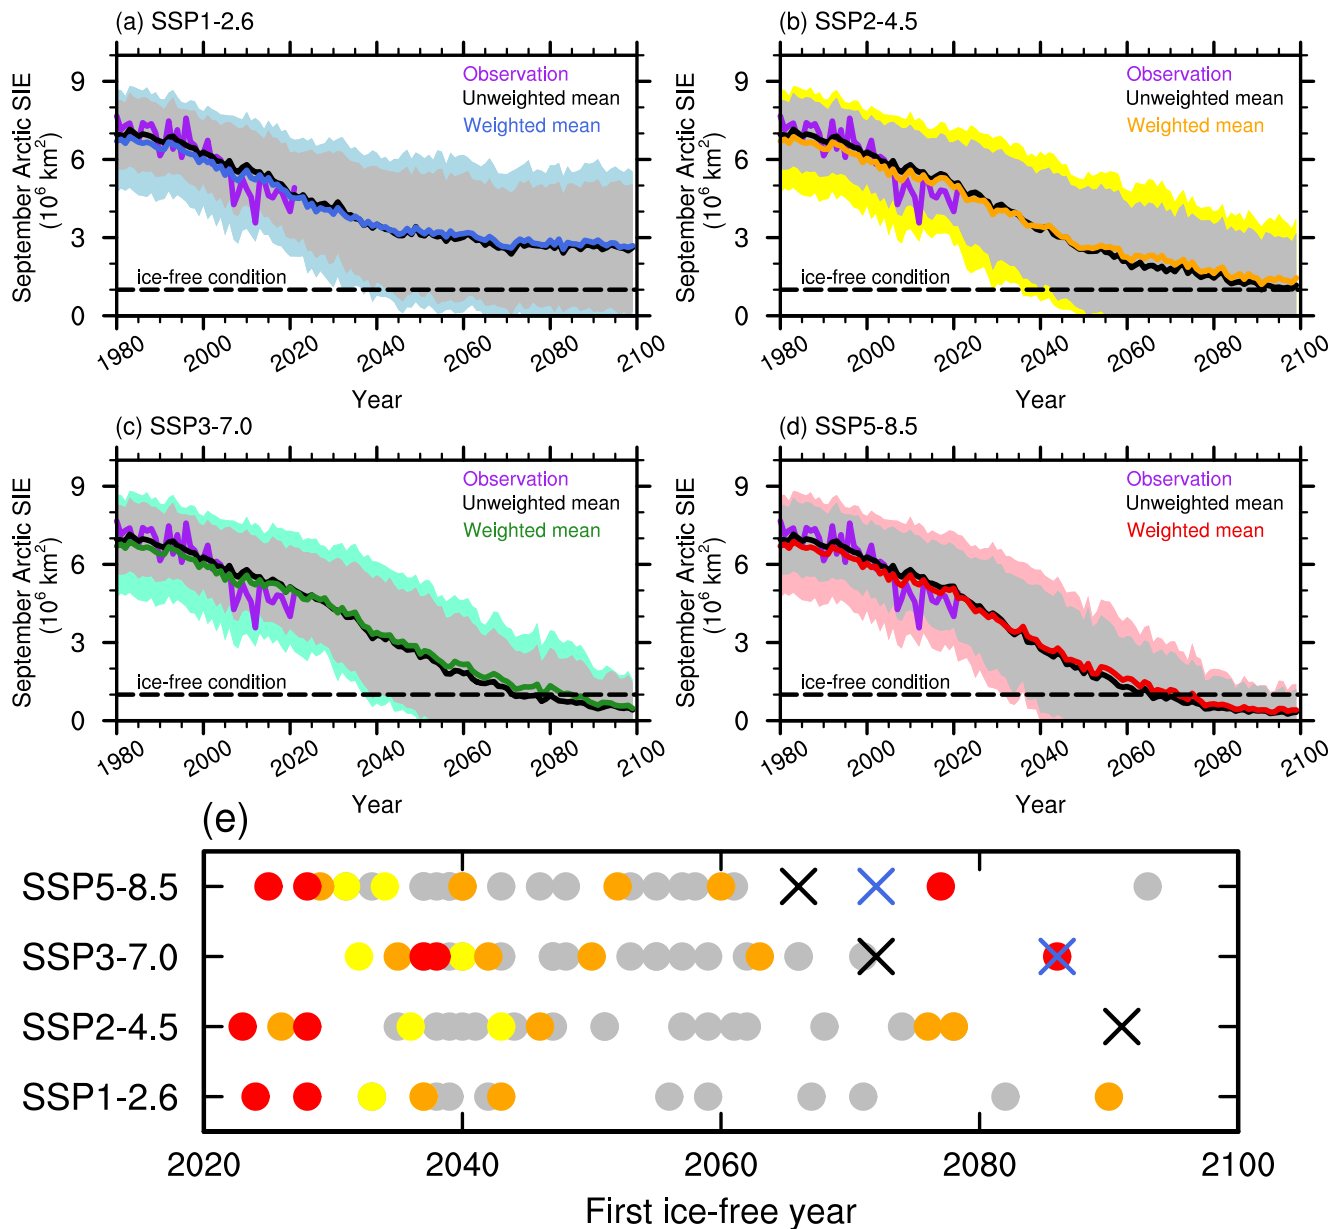 (a) SSP1-2.6
September Arctic SIE
(10⁶ km²)
9
6
3
0
Observation
Unweighted mean
Weighted mean
ice-free condition
1980 2000 2020 2040 2060 2080 2100
Year
(b) SSP2-4.5
September Arctic SIE
(10⁶ km²)
9
6
3
0
Observation
Unweighted mean
Weighted mean
ice-free condition
1980 2000 2020 2040 2060 2080 2100
Year
(c) SSP3-7.0
September Arctic SIE
(10⁶ km²)
9
6
3
0
Observation
Unweighted mean
Weighted mean
ice-free condition
1980 2000 2020 2040 2060 2080 2100
Year
(d) SSP5-8.5
September Arctic SIE
(10⁶ km²)
9
6
3
0
Observation
Unweighted mean
Weighted mean
ice-free condition
1980 2000 2020 2040 2060 2080 2100
Year
(e)
SSP5-8.5
SSP3-7.0
SSP2-4.5
SSP1-2.6
2020 2040 2060 2080 2100
First ice-free year